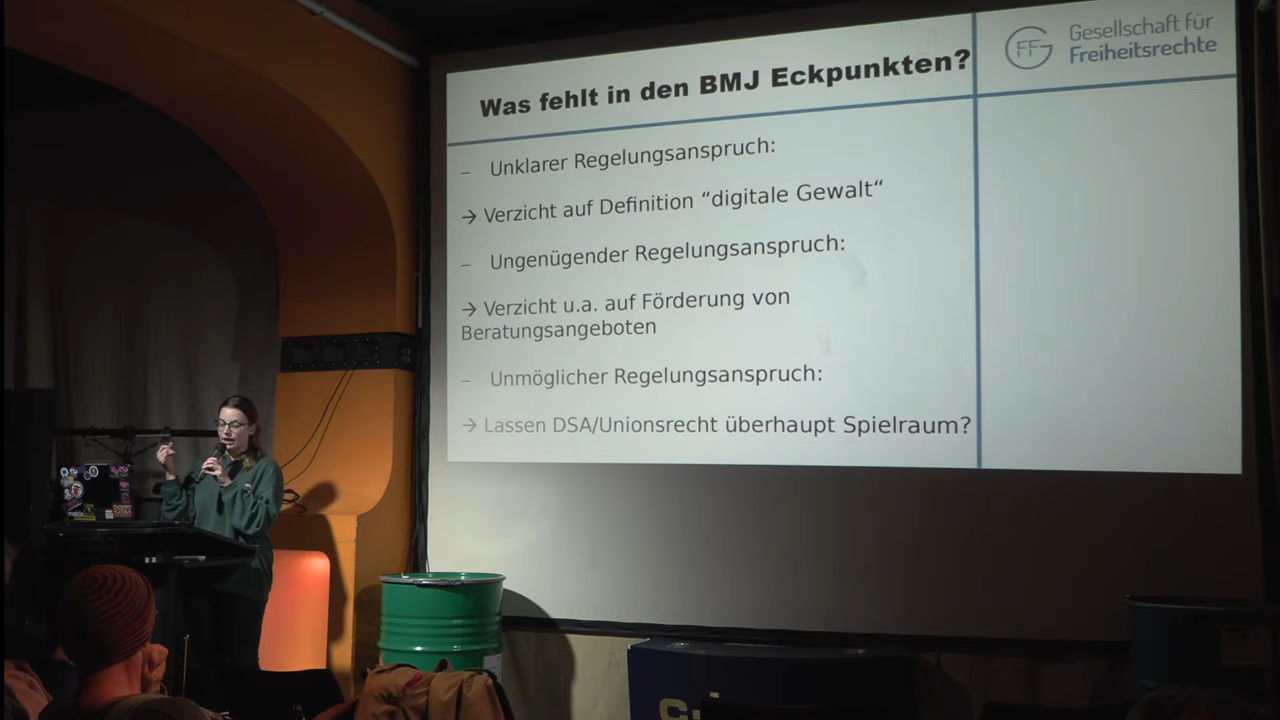 Was fehlt in den BMJ Eckpunkten?
GFF
Gesellschaft für
Freiheitsrechte
– Unklarer Regelungsanspruch:
→ Verzicht auf Definition “digitale Gewalt“
– Ungenügender Regelungsanspruch:
→ Verzicht u.a. auf Förderung von
Beratungsangeboten
– Unmöglicher Regelungsanspruch:
→ Lassen DSA/Unionsrecht überhaupt Spielraum?